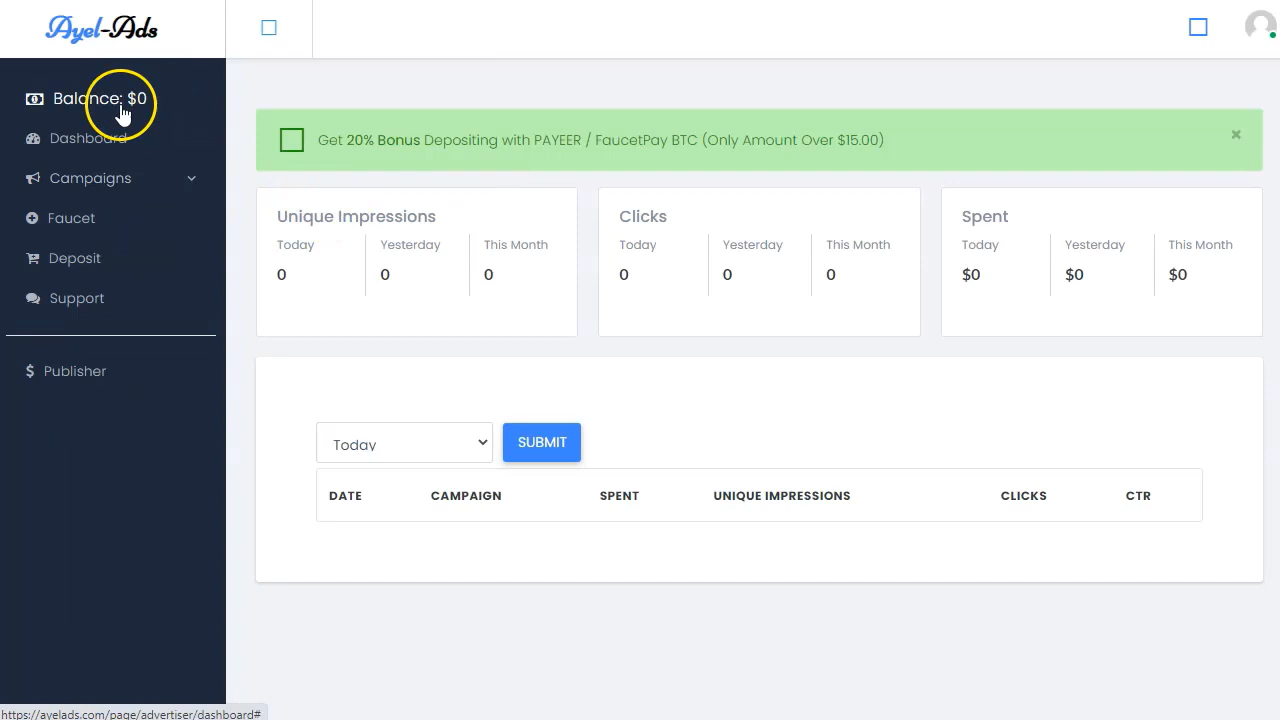 Ayel-Ads
Balance: $0
Dashboard
Campaigns
Faucet
Deposit
Support
Publisher
Get 20% Bonus Depositing with PAYEER / FaucetPay BTC (Only Amount Over $15.00)
×
Unique Impressions
Today Yesterday This Month
0 0 0
Clicks
Today Yesterday This Month
0 0 0
Spent
Today Yesterday This Month
$0 $0 $0
Today SUBMIT
DATE CAMPAIGN SPENT UNIQUE IMPRESSIONS CLICKS CTR
https://ayelads.com/page/advertiser/dashboard#